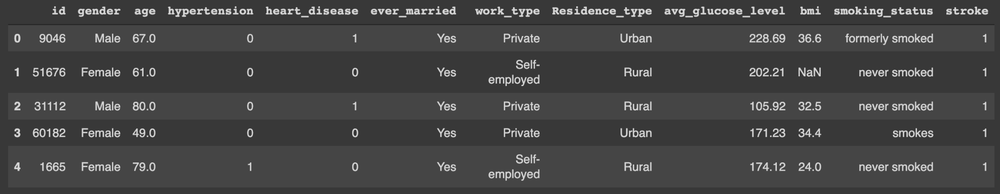 id gender age hypertension heart_disease ever_married work_type Residence_type avg_glucose_level bmi smoking_status stroke
0 9046 Male 67.0 0 1 Yes Private Urban 228.69 36.6 formerly smoked 1
1 51676 Female 61.0 0 0 Yes Self-employed Rural 202.21 NaN never smoked 1
2 31112 Male 80.0 0 1 Yes Private Rural 105.92 32.5 never smoked 1
3 60182 Female 49.0 0 0 Yes Private Urban 171.23 34.4 smokes 1
4 1665 Female 79.0 1 0 Yes Self-employed Rural 174.12 24.0 never smoked 1